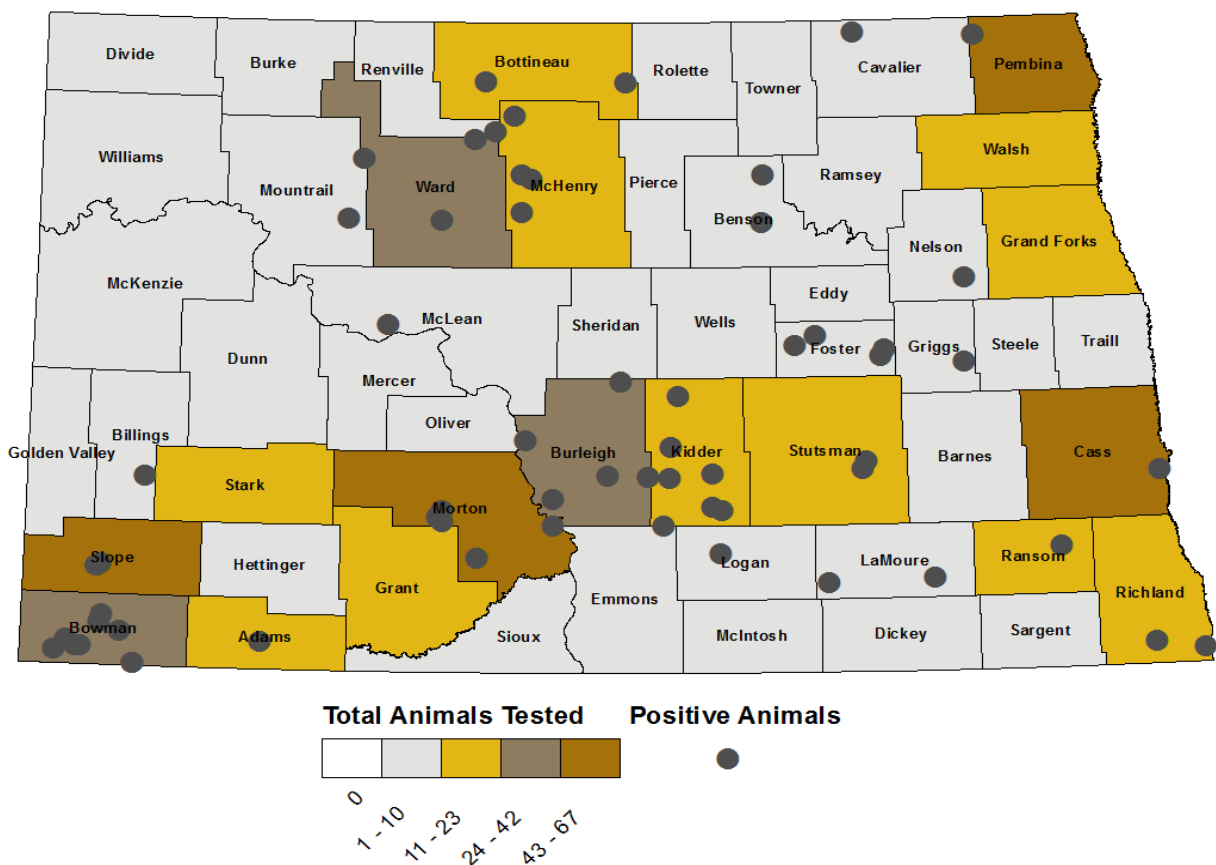 Divide
Burke
Renville
Bottineau
Rolette
Towner
Cavalier
Pembina
Williams
Mountrail
Ward
McHenry
Pierce
Benson
Ramsey
Walsh
Nelson
Grand Forks
McKenzie
Dunn
McLean
Mercer
Oliver
Sheridan
Wells
Eddy
Foster
Griggs
Steele
Traill
Golden Valley
Billings
Stark
Morton
Burleigh
Kidder
Stutsman
Barnes
Cass
Slope
Hettinger
Grant
Bowman
Adams
Sioux
Emmons
Logan
LaMoure
Ransom
Richland
McIntosh
Dickey
Sargent
Total Animals Tested
Positive Animals
0
1 - 10
11 - 23
24 - 42
43 - 67